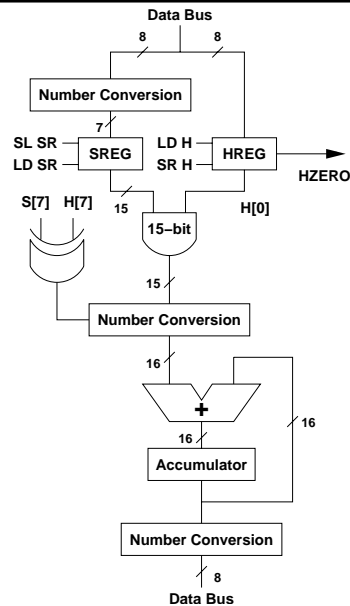 Data Bus
8
8
Number Conversion
7
SL SR
LD SR
SREG
LD H
SR H
HREG
HZERO
S[7]
H[7]
15
H[0]
15−bit
15
Number Conversion
16
+
16
16
Accumulator
Number Conversion
8
Data Bus